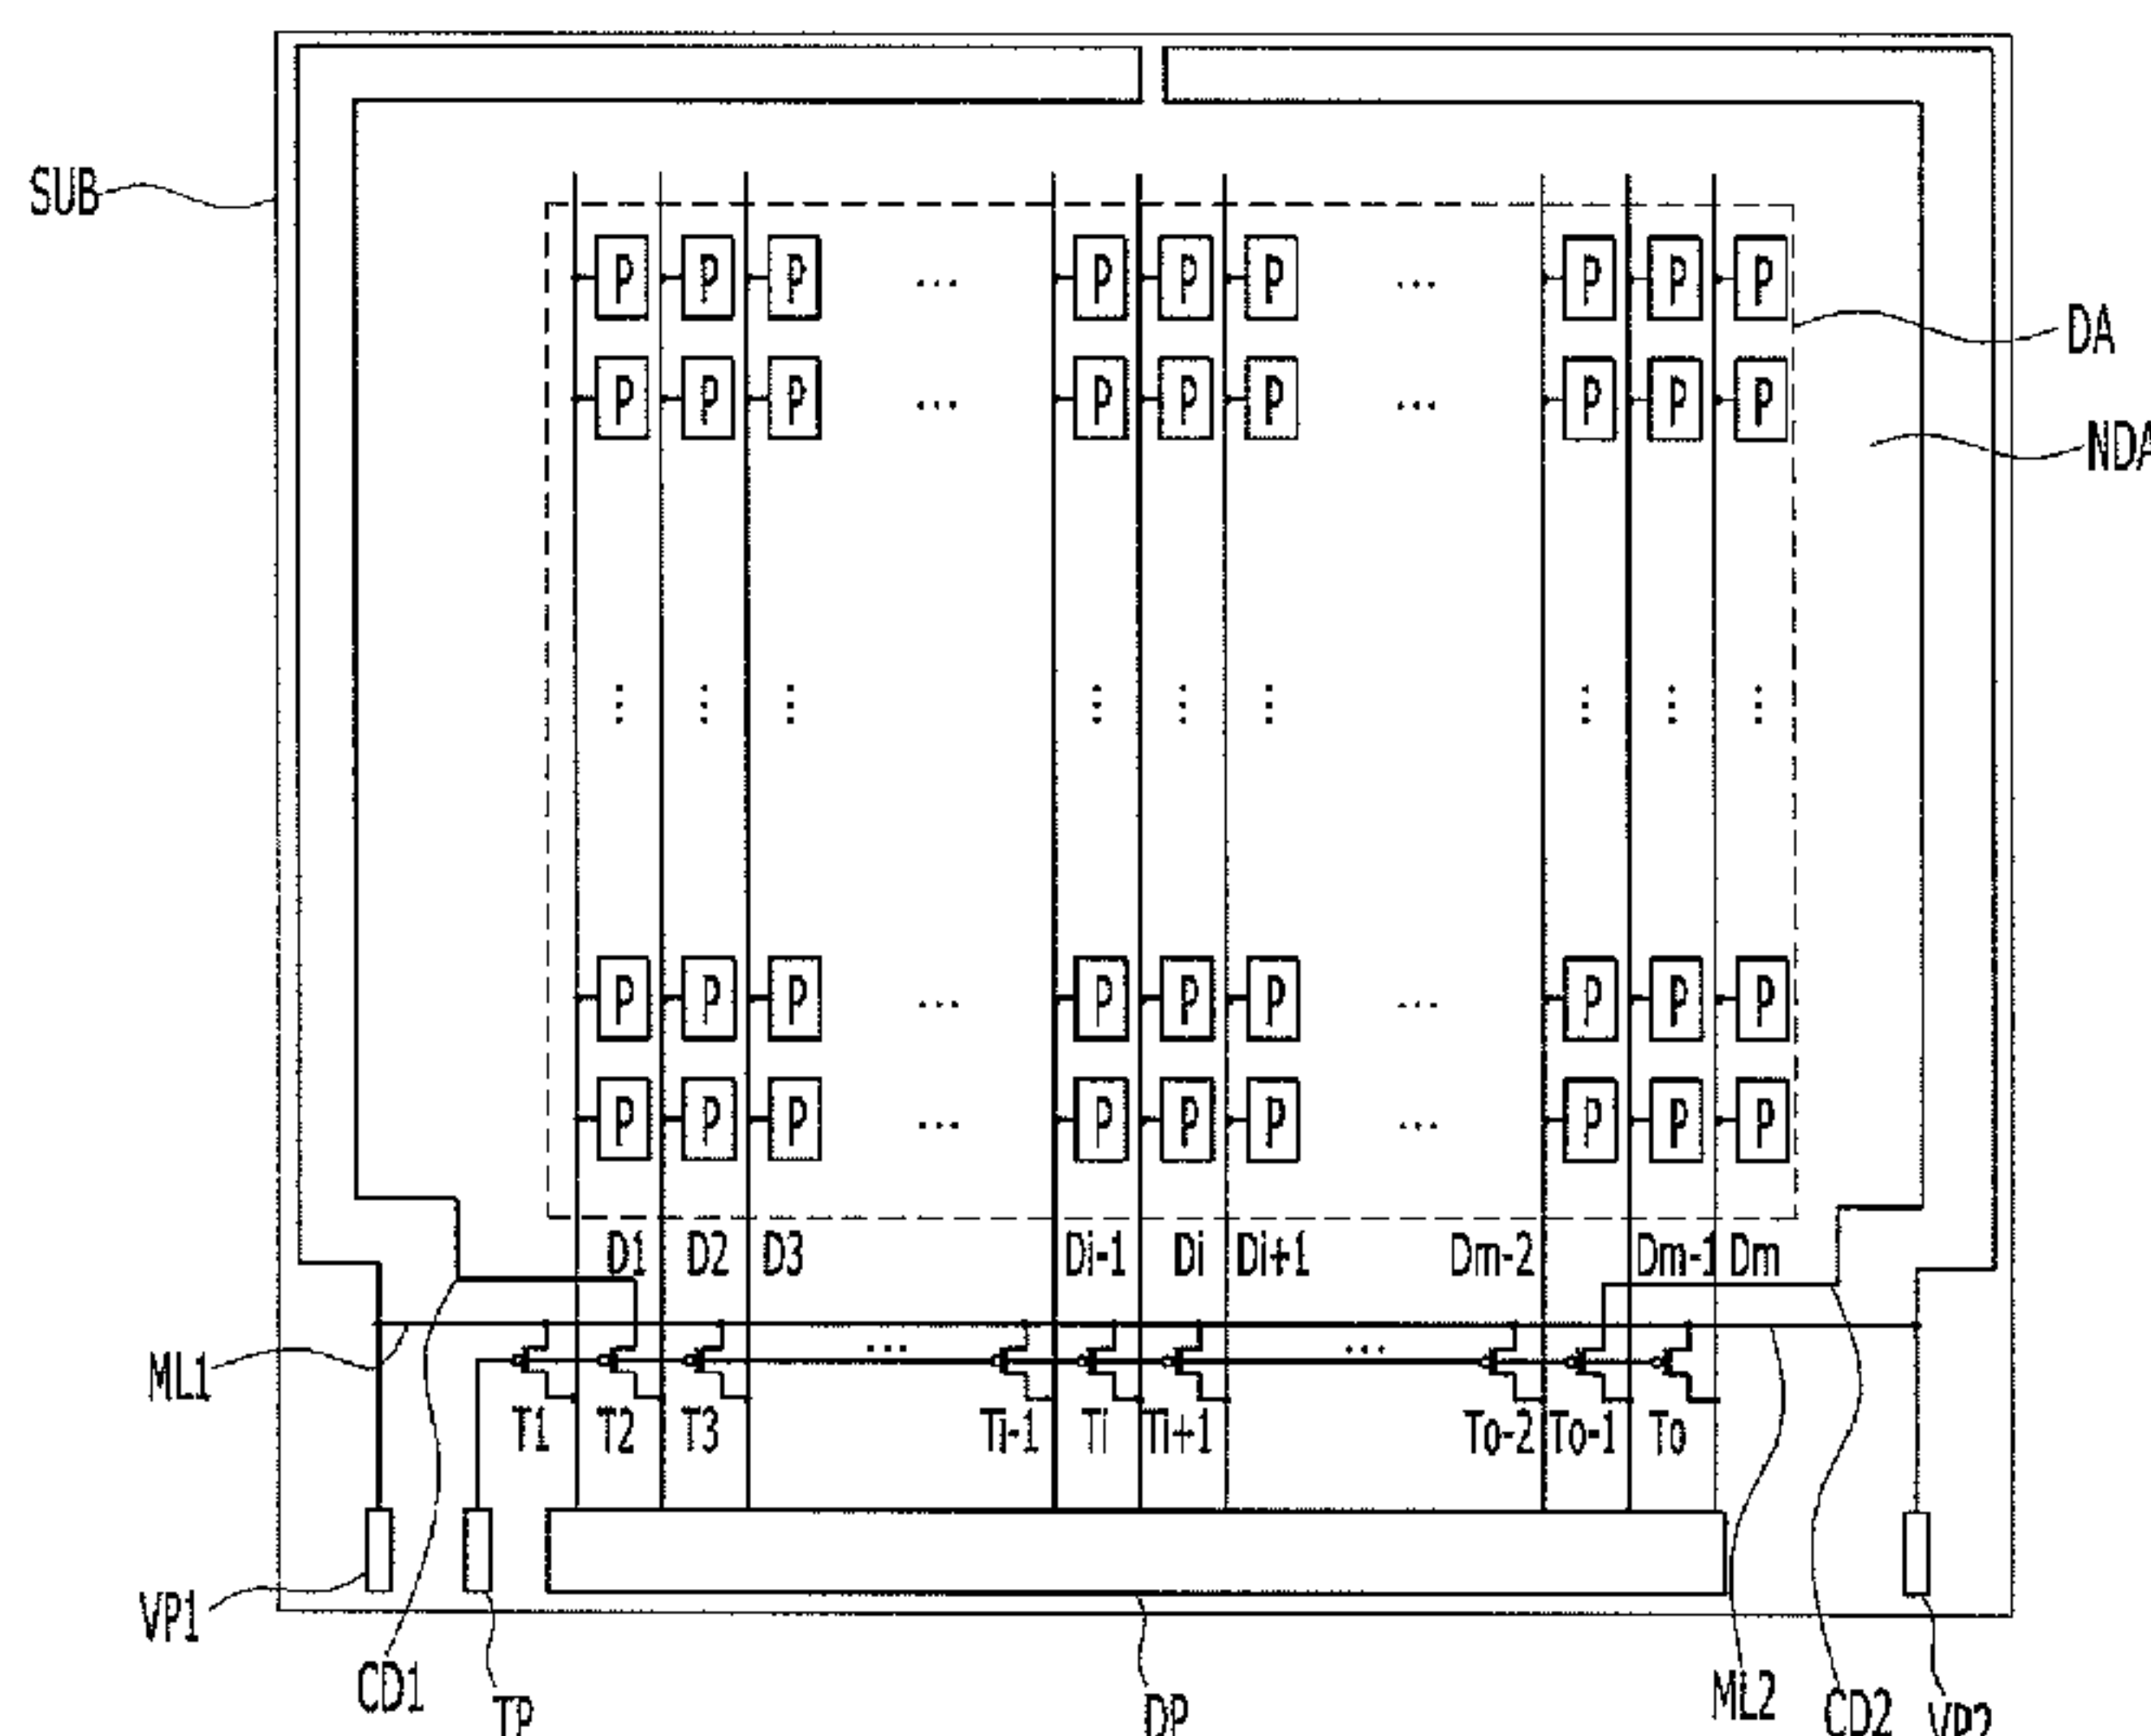 SUB
P P P ... P P P ... P P P
DA
P P P ... P P P ... P P P
NDA
P P P ... P P P ... P P P
P P P ... P P P ... P P P
D1 D2 D3 Di-1 Di Di+1 Dm-2 Dm-1 Dm
ML1
... ...
T1 T2 T3 Ti-1 Ti Ti+1 To-2 To-1 To
VP1
CD1 TP DP ML2 CD2 VP2